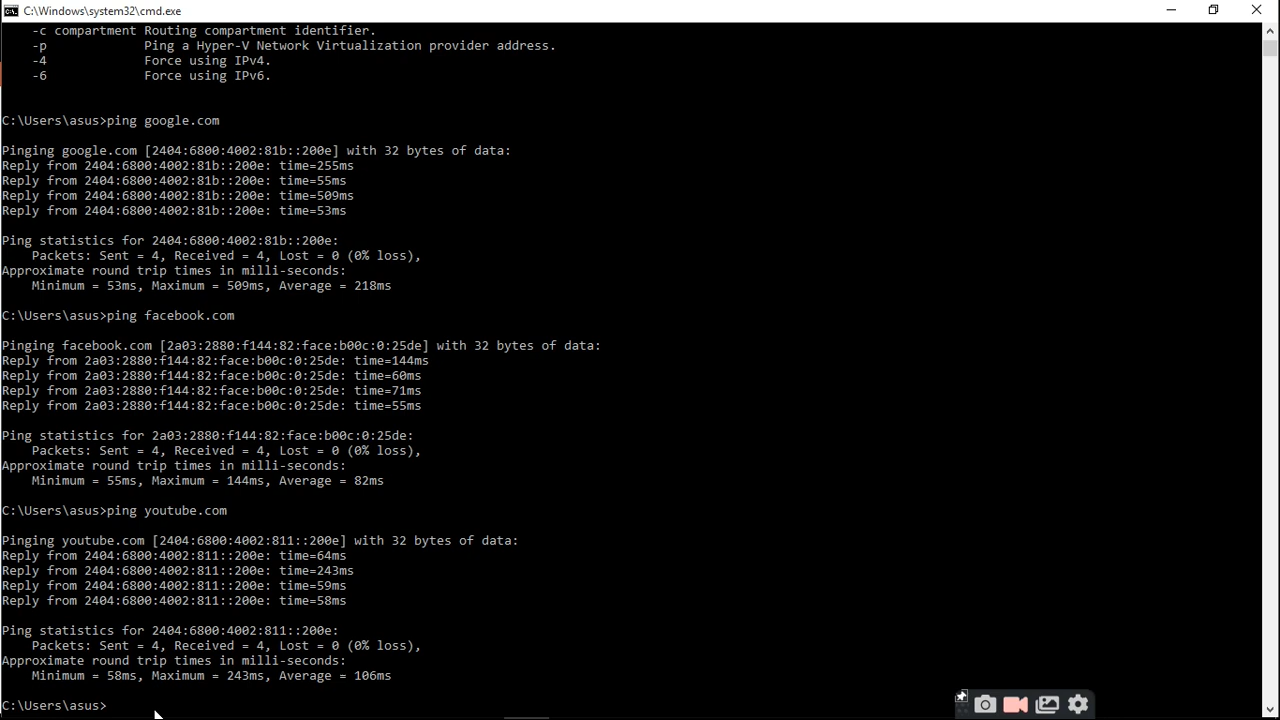 C:\Windows\system32\cmd.exe
-c compartment Routing compartment identifier.
-p Ping a Hyper-V Network Virtualization provider address.
-4 Force using IPv4.
-6 Force using IPv6.
C:\Users\asus>ping google.com
Pinging google.com [2404:6800:4002:81b::200e] with 32 bytes of data:
Reply from 2404:6800:4002:81b::200e: time=255ms
Reply from 2404:6800:4002:81b::200e: time=55ms
Reply from 2404:6800:4002:81b::200e: time=509ms
Reply from 2404:6800:4002:81b::200e: time=53ms
Ping statistics for 2404:6800:4002:81b::200e:
Packets: Sent = 4, Received = 4, Lost = 0 (0% loss),
Approximate round trip times in milli-seconds:
Minimum = 53ms, Maximum = 509ms, Average = 218ms
C:\Users\asus>ping facebook.com
Pinging facebook.com [2a03:2880:f144:82:face:b00c:0:25de] with 32 bytes of data:
Reply from 2a03:2880:f144:82:face:b00c:0:25de: time=144ms
Reply from 2a03:2880:f144:82:face:b00c:0:25de: time=60ms
Reply from 2a03:2880:f144:82:face:b00c:0:25de: time=71ms
Reply from 2a03:2880:f144:82:face:b00c:0:25de: time=55ms
Ping statistics for 2a03:2880:f144:82:face:b00c:0:25de:
Packets: Sent = 4, Received = 4, Lost = 0 (0% loss),
Approximate round trip times in milli-seconds:
Minimum = 55ms, Maximum = 144ms, Average = 82ms
C:\Users\asus>ping youtube.com
Pinging youtube.com [2404:6800:4002:811::200e] with 32 bytes of data:
Reply from 2404:6800:4002:811::200e: time=64ms
Reply from 2404:6800:4002:811::200e: time=243ms
Reply from 2404:6800:4002:811::200e: time=59ms
Reply from 2404:6800:4002:811::200e: time=58ms
Ping statistics for 2404:6800:4002:811::200e:
Packets: Sent = 4, Received = 4, Lost = 0 (0% loss),
Approximate round trip times in milli-seconds:
Minimum = 58ms, Maximum = 243ms, Average = 106ms
C:\Users\asus>